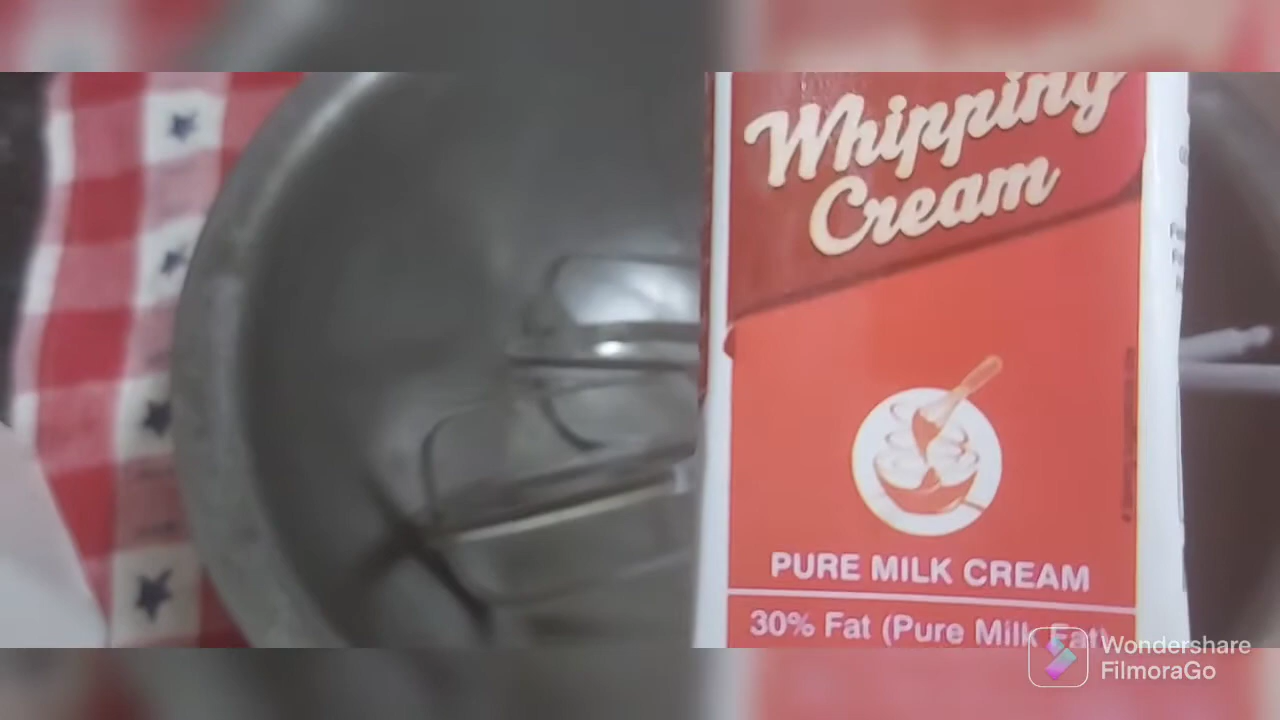 Whipping
Cream
PURE MILK CREAM
30% Fat (Pure Milk Fat)
Wondershare
FilmoraGo